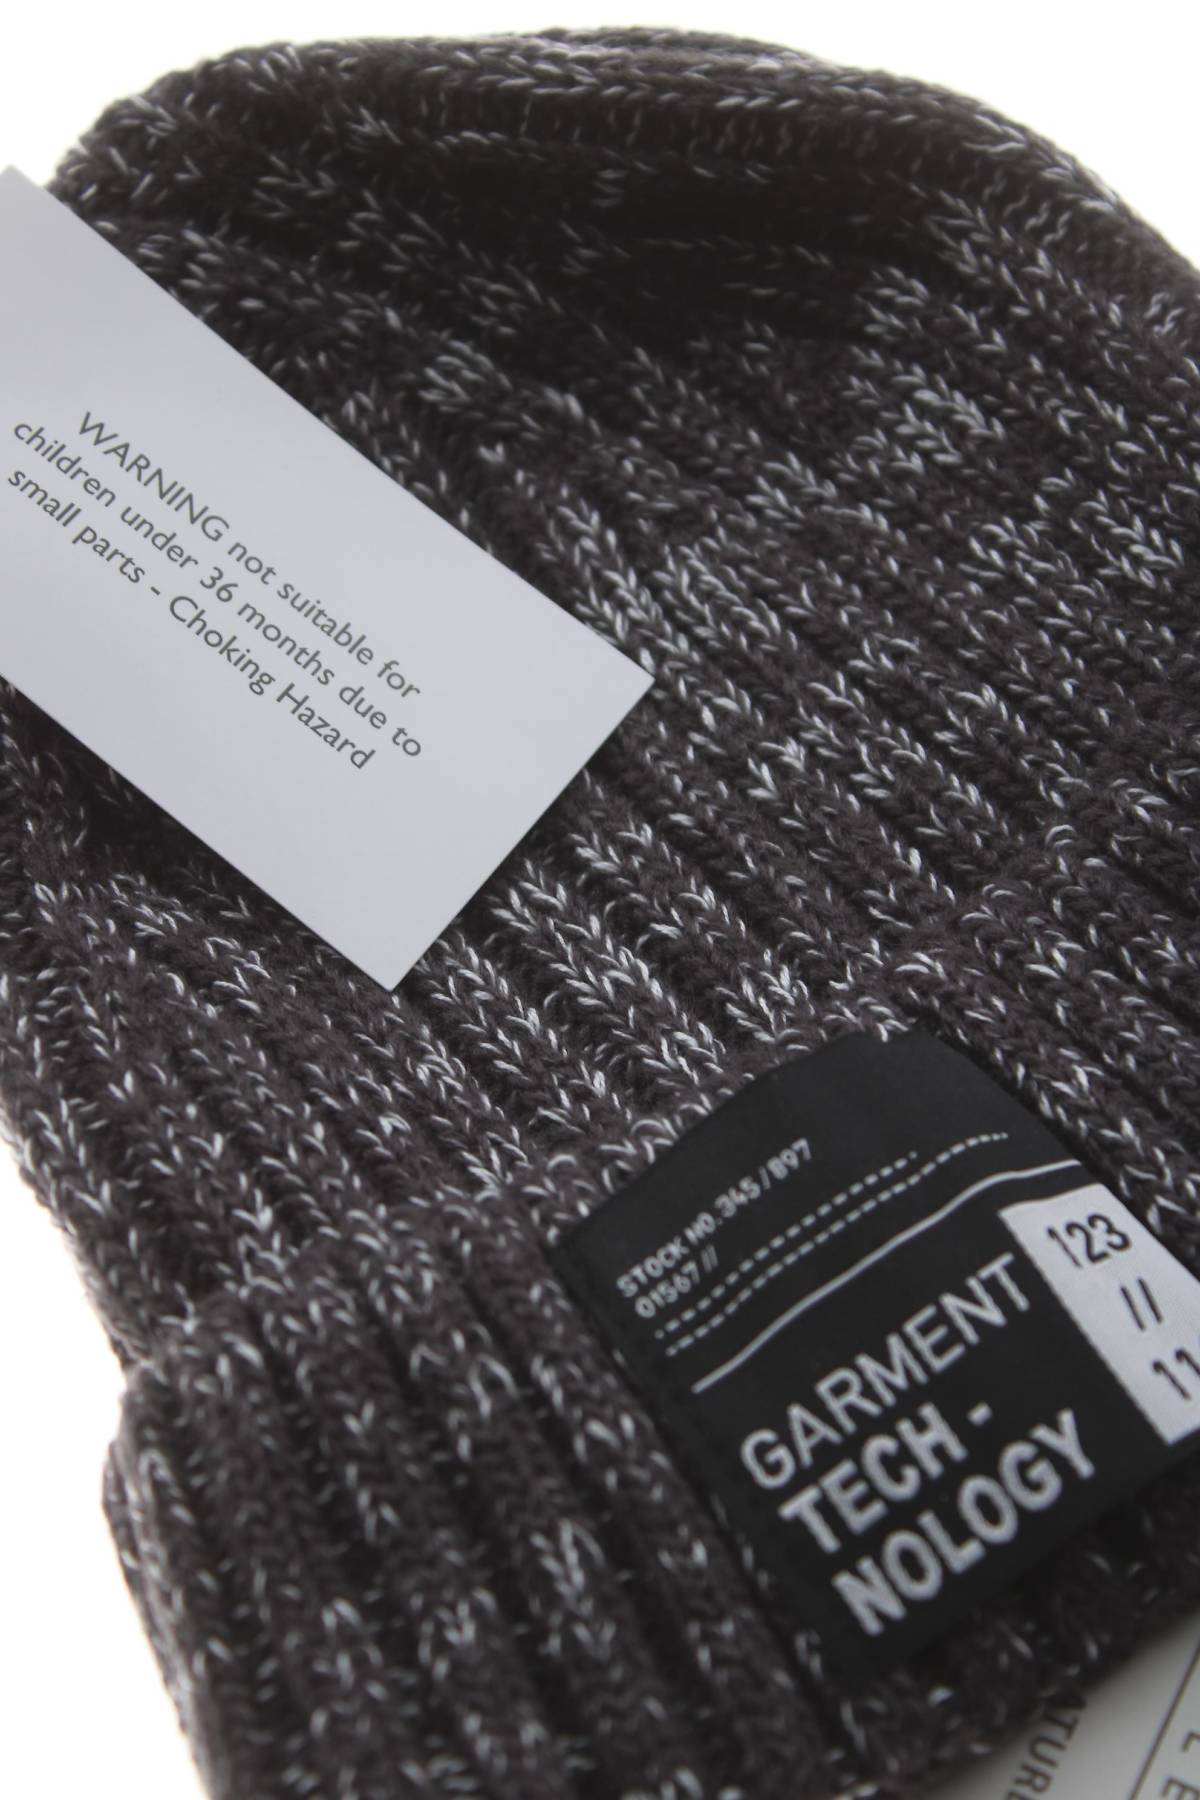 WARNING not suitable for
children under 36 months due to
small parts - Choking Hazard
STOCK NO. 345/897
01567//
GARMENT
TECH -
NOLOGY
123
//
11